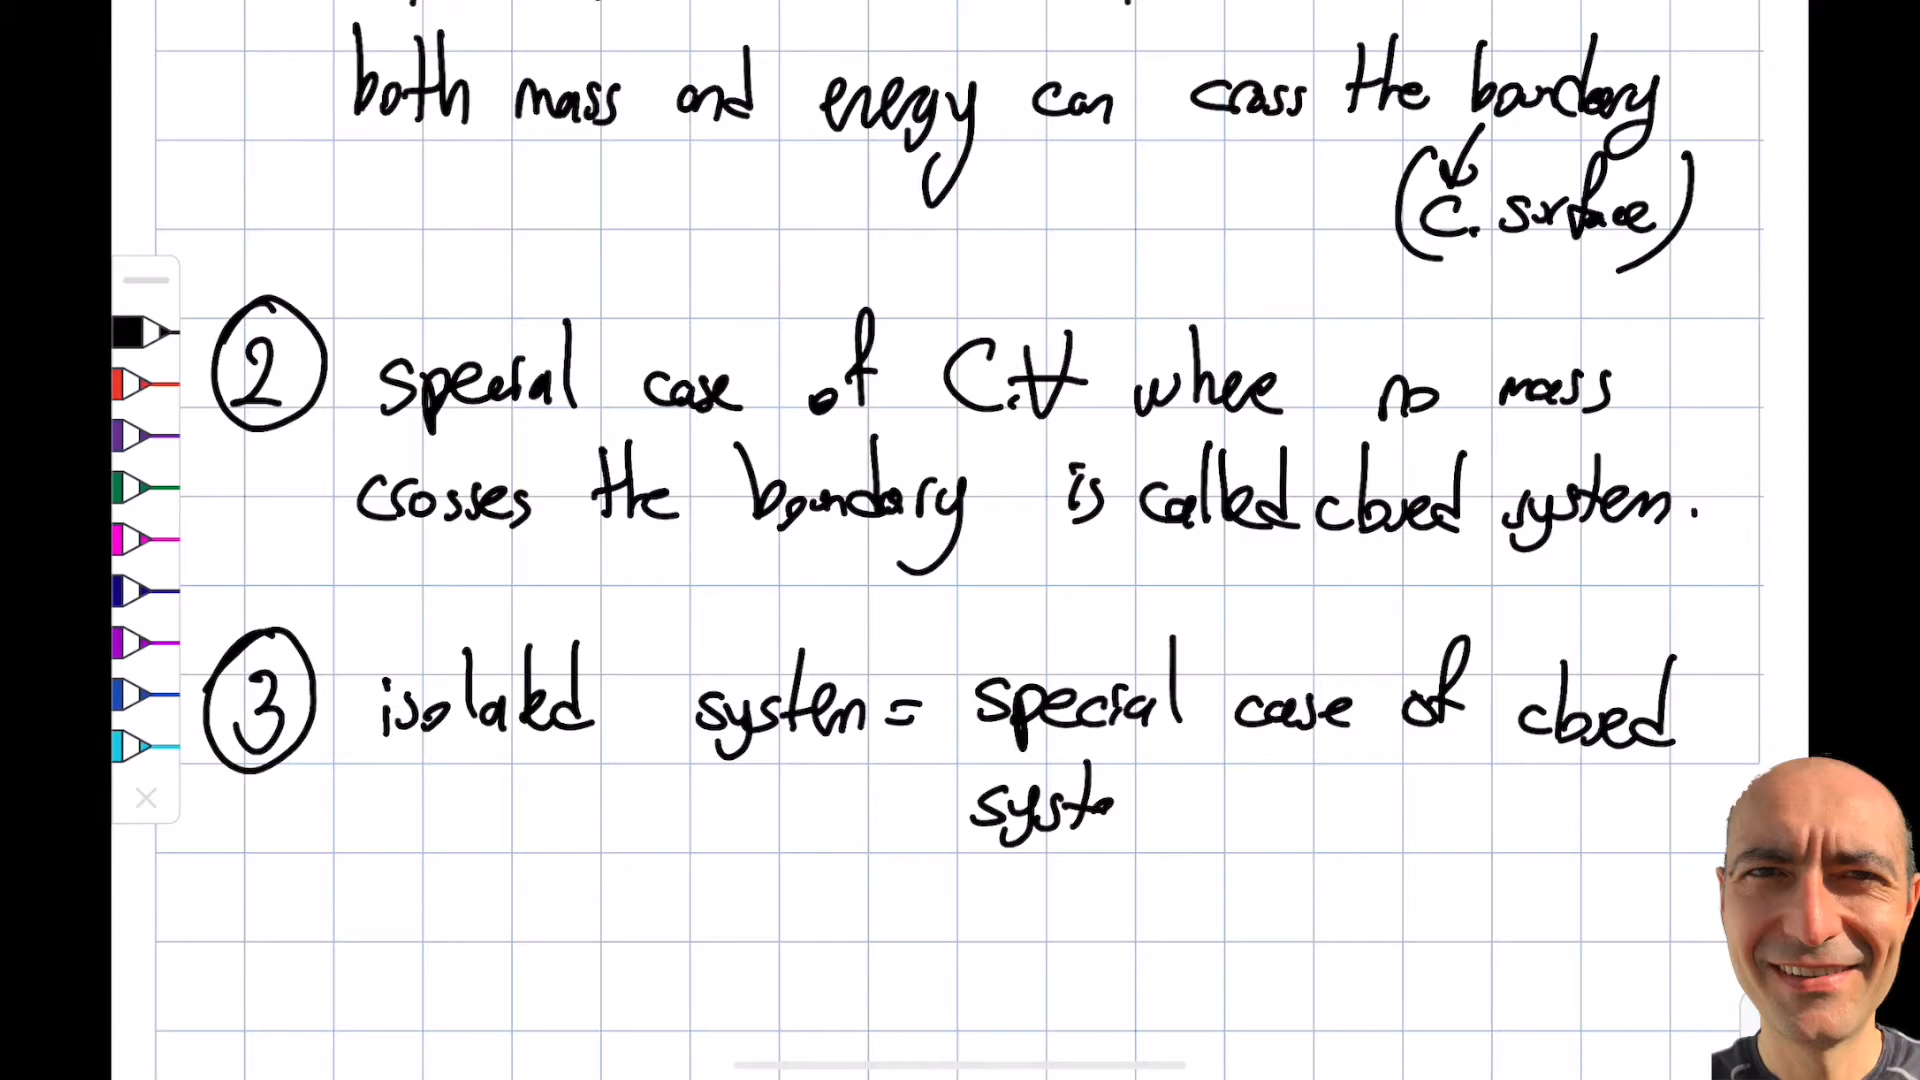 both mass and energy can cross the boundary
(C. surface)
2 special case of C.V where no mass
crosses the boundary is called closed system.
3 isolated system = special case of closed
syste